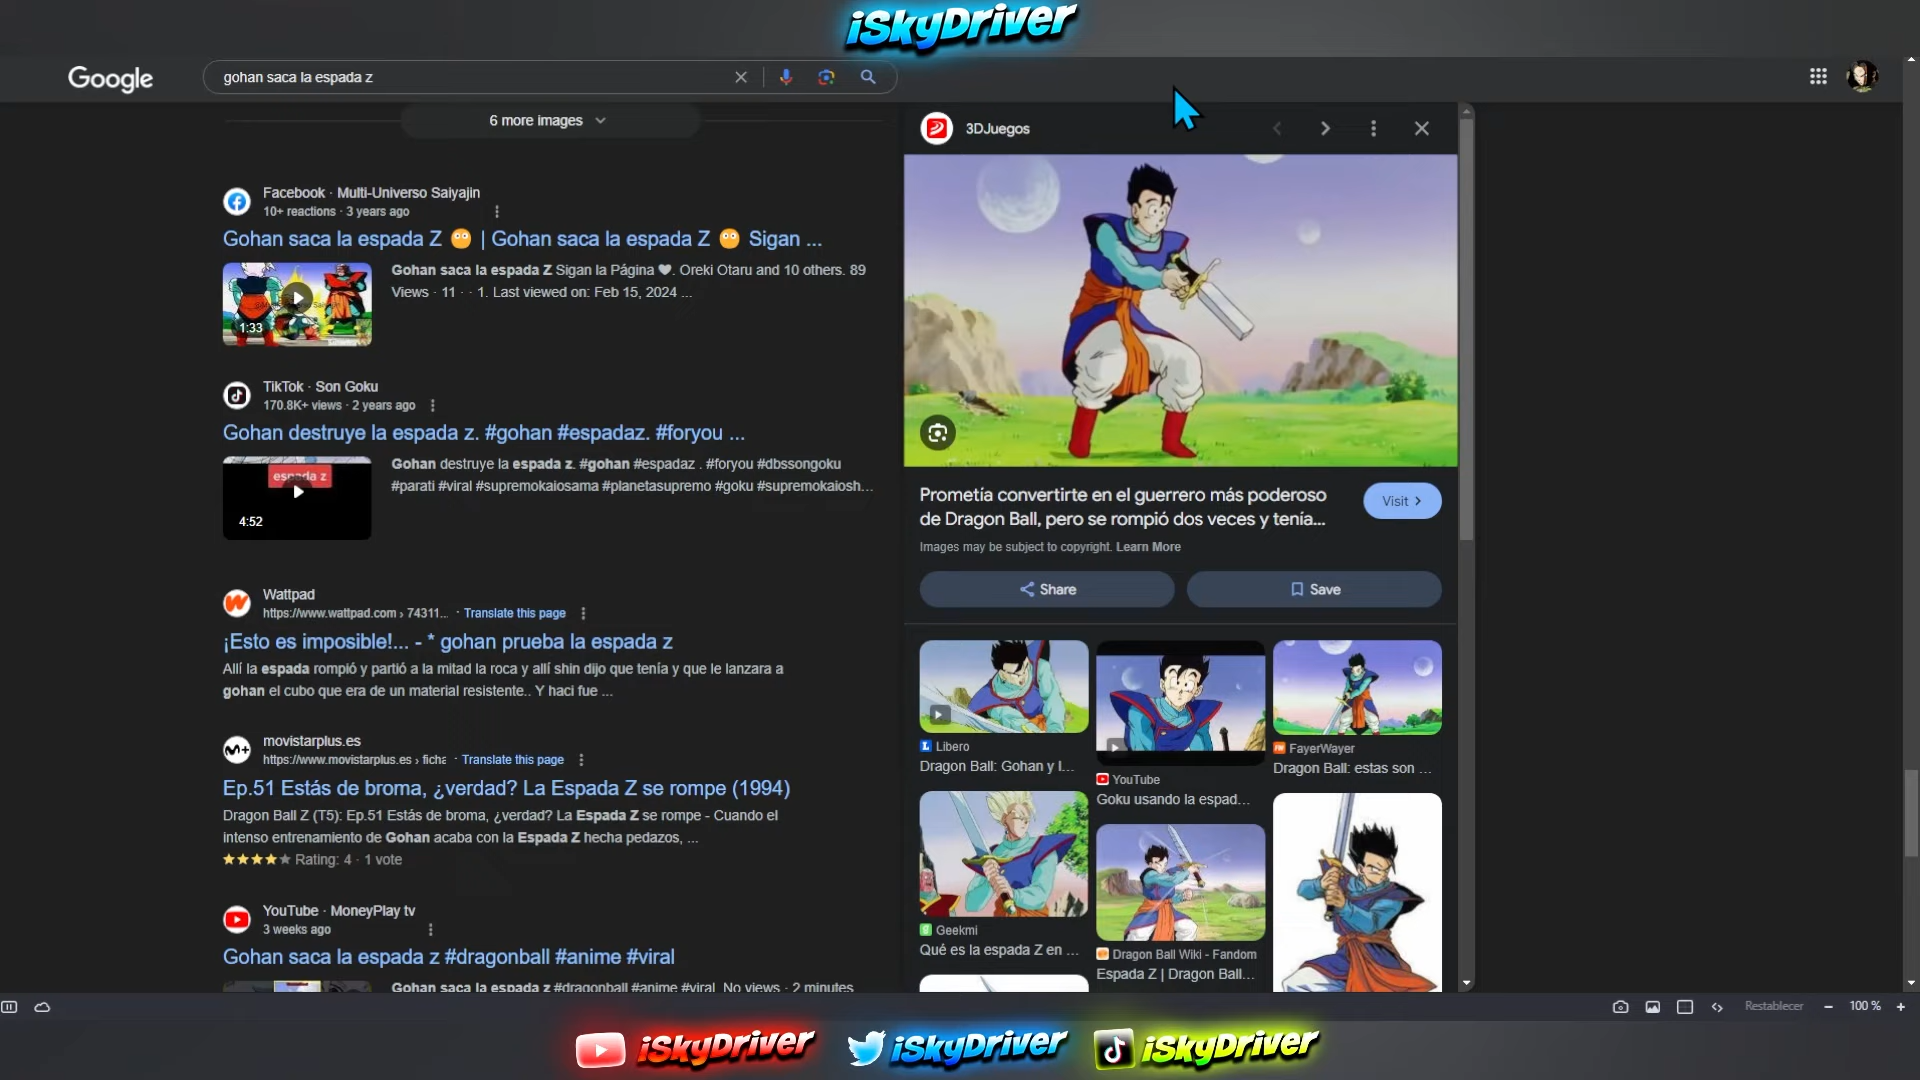 iSkyDriver
Google
gohan saca la espada z
6 more images
Facebook · Multi-Universo Saiyajin
10+ reactions · 3 years ago
Gohan saca la espada Z 😶 | Gohan saca la espada Z 😶 Sigan ...
1:33
Gohan saca la espada Z Sigan la Página ♥. Oreki Otaru and 10 others. 89
Views · 11 · · 1. Last viewed on: Feb 15, 2024 ...
TikTok · Son Goku
170.8K+ views · 2 years ago
Gohan destruye la espada z. #gohan #espadaz. #foryou ...
espada z
4:52
Gohan destruye la espada z. #gohan #espadaz . #foryou #dbssongoku
#parati #viral #supremokaiosama #planetasupremo #goku #supremokaiosh...
Wattpad
https://www.wattpad.com › 74311... · Translate this page
¡Esto es imposible!... - * gohan prueba la espada z
Allí la espada rompió y partió a la mitad la roca y allí shin dijo que tenía y que le lanzara a
gohan el cubo que era de un material resistente.. Y haci fue ...
movistarplus.es
https://www.movistarplus.es › ficha · Translate this page
Ep.51 Estás de broma, ¿verdad? La Espada Z se rompe (1994)
Dragon Ball Z (T5): Ep.51 Estás de broma, ¿verdad? La Espada Z se rompe - Cuando el
intenso entrenamiento de Gohan acaba con la Espada Z hecha pedazos, ...
★★★★★ Rating: 4 · 1 vote
YouTube · MoneyPlay tv
3 weeks ago
Gohan saca la espada z #dragonball #anime #viral
Gohan saca la espada z #dragonball #anime #viral. No views · 2 minutes
3DJuegos
Prometía convertirte en el guerrero más poderoso
de Dragon Ball, pero se rompió dos veces y tenía...
Visit ›
Images may be subject to copyright. Learn More
Share
Save
Libero
Dragon Ball: Gohan y l...
YouTube
Goku usando la espad...
FayerWayer
Dragon Ball: estas son ...
Geekmi
Qué es la espada Z en ...
Dragon Ball Wiki - Fandom
Espada Z | Dragon Ball...
Restablecer − 100 % +
iSkyDriver
iSkyDriver
iSkyDriver